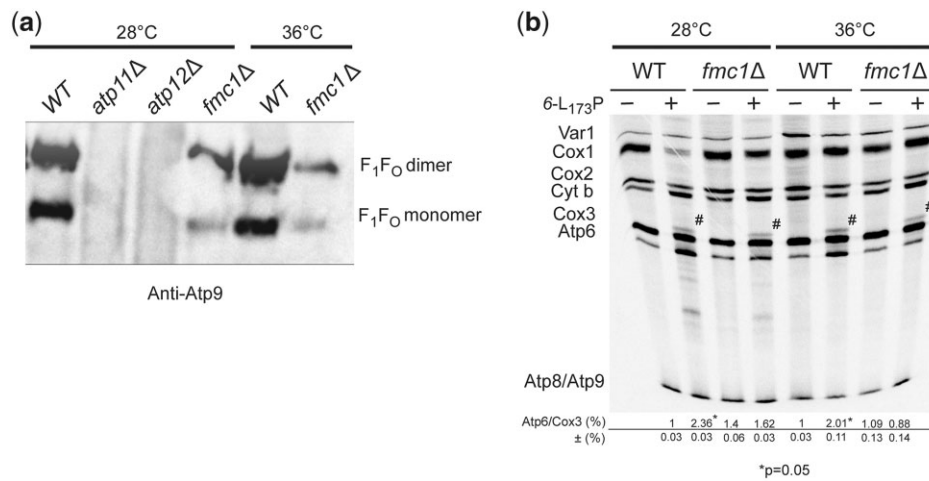 (a)
28°C 36°C
WT atp11Δ atp12Δ fmc1Δ WT fmc1Δ
F1FO dimer
F1FO monomer
Anti-Atp9
(b)
28°C 36°C
WT fmc1Δ WT fmc1Δ
6-L173P − + − + − + − +
Var1
Cox1
Cox2
Cyt b
Cox3 # # # #
Atp6
Atp8/Atp9
Atp6/Cox3 (%) 1 2.36* 1.4 1.62 1 2.01* 1.09 0.88
± (%) 0.03 0.03 0.06 0.03 0.03 0.11 0.13 0.14
*p=0.05